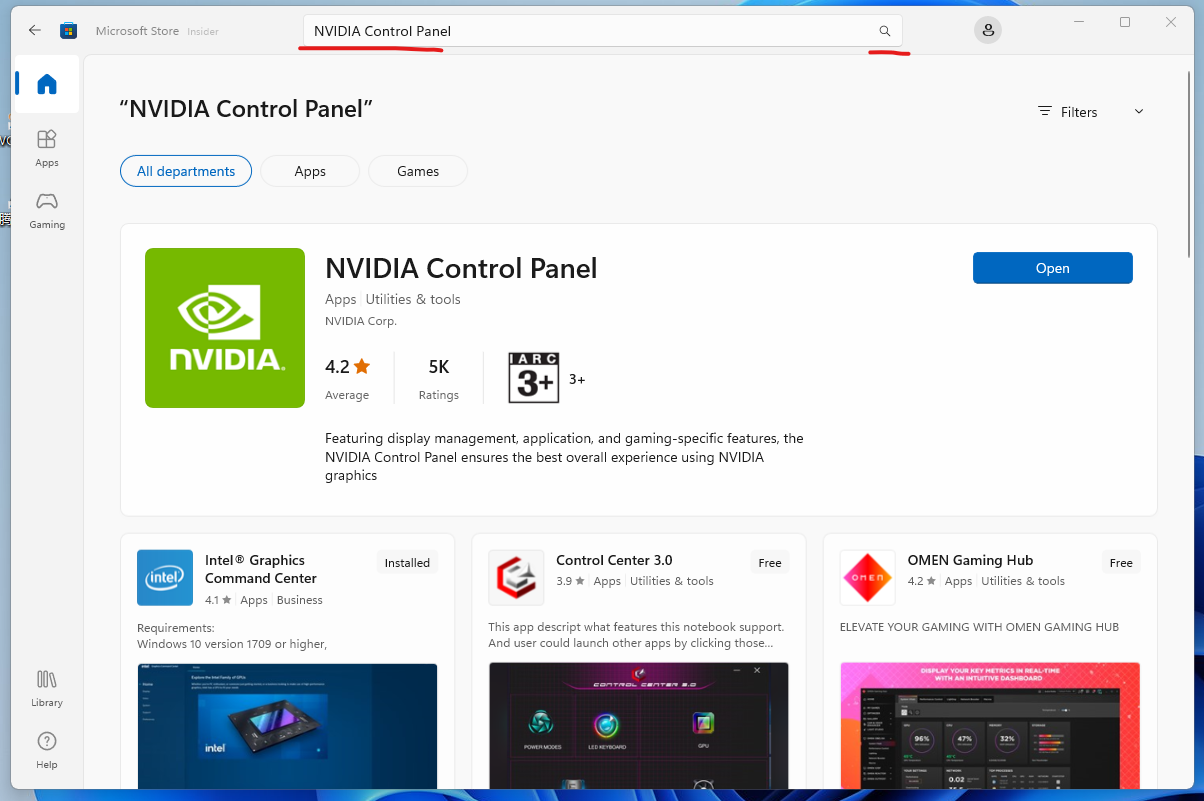 Microsoft Store Insider
NVIDIA Control Panel
“NVIDIA Control Panel”
Filters
All departments
Apps
Games
Apps
Gaming
NVIDIA.
NVIDIA Control Panel
Open
Apps Utilities & tools
NVIDIA Corp.
4.2
Average
5K
Ratings
IARC
3+
3+
Featuring display management, application, and gaming-specific features, the
NVIDIA Control Panel ensures the best overall experience using NVIDIA
graphics
intel
Intel® Graphics
Command Center
Installed
4.1 ★ Apps Business
Requirements:
Windows 10 version 1709 or higher,
Explore the Intel Family of GPUs
intel
Control Center 3.0
Free
3.9 ★ Apps Utilities & tools
This app descript what features this notebook support.
And user could launch other apps by clicking those...
CONTROL CENTER 3.0
POWER MODES
LED KEYBOARD
GPU
OMEN
OMEN Gaming Hub
Free
4.2 ★ Apps Utilities & tools
ELEVATE YOUR GAMING WITH OMEN GAMING HUB
DISPLAY YOUR KEY METRICS IN REAL-TIME
WITH AN INTUITIVE DASHBOARD
96%
47%
32%
0.02
Library
Help